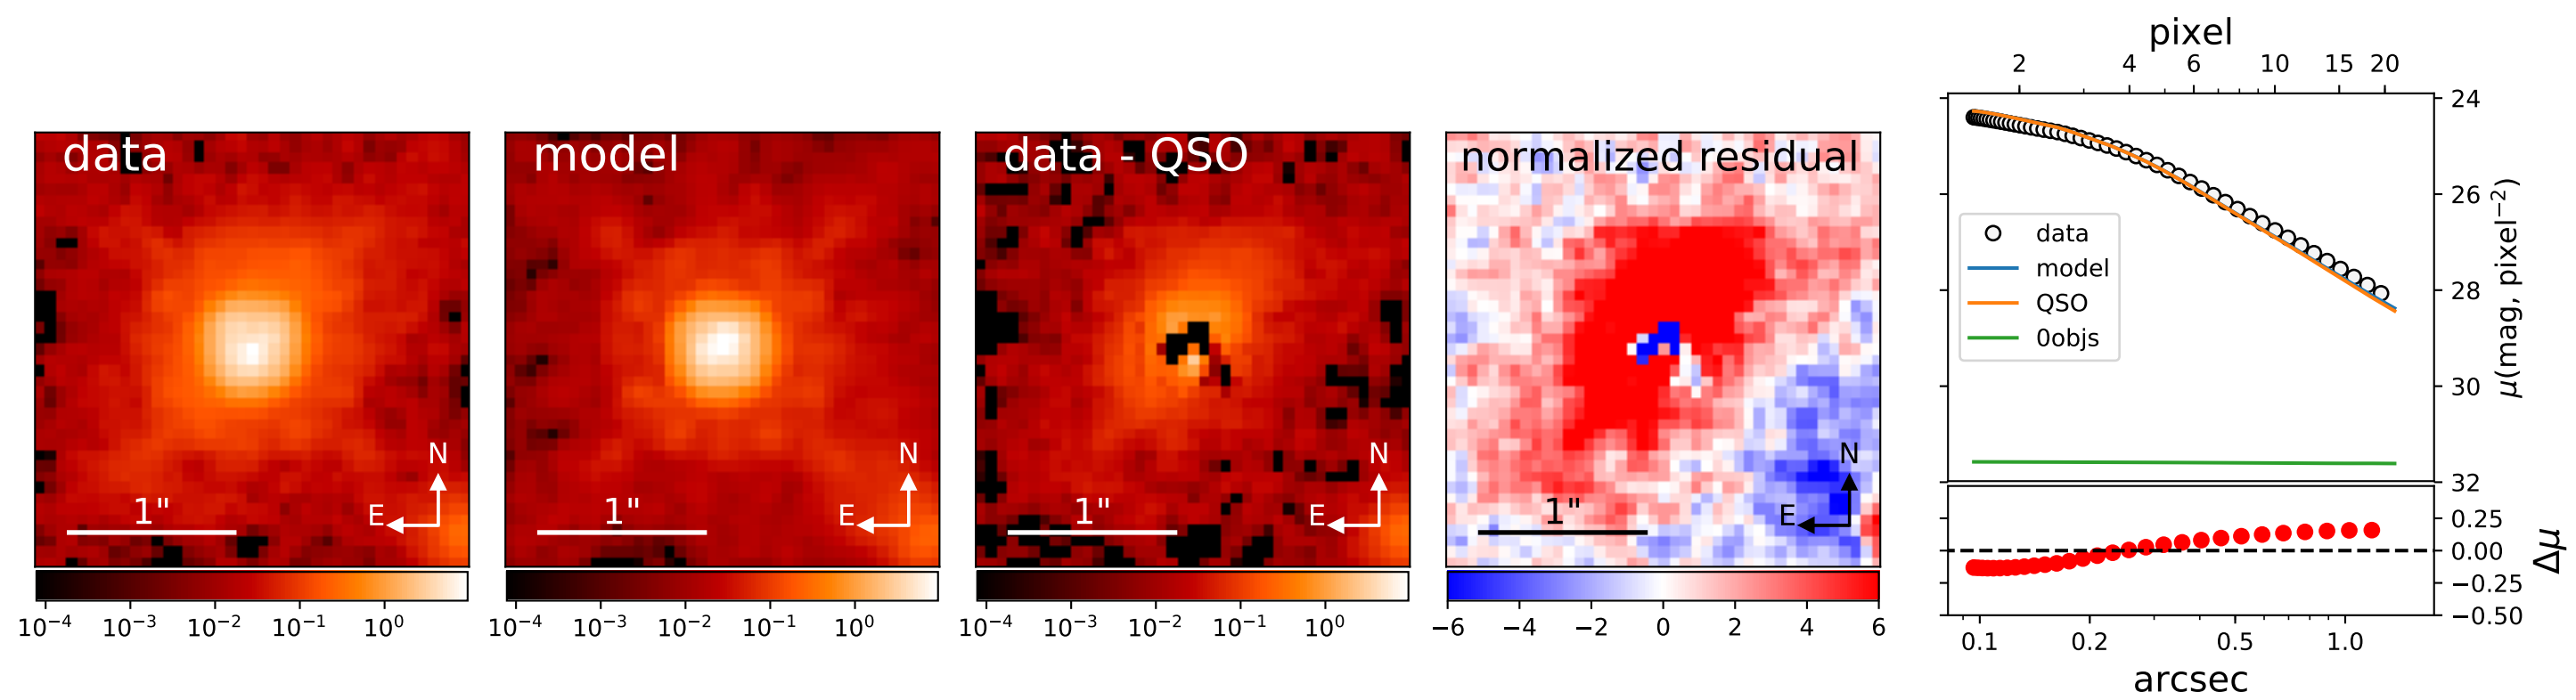 data
N
E
1"
10⁻⁴ 10⁻³ 10⁻² 10⁻¹ 10⁰
model
N
E
1"
10⁻⁴ 10⁻³ 10⁻² 10⁻¹ 10⁰
data - QSO
N
E
1"
10⁻⁴ 10⁻³ 10⁻² 10⁻¹ 10⁰
normalized residual
N
E
1"
−6 −4 −2 0 2 4 6
pixel
2 4 6 10 15 20
data
model
QSO
0objs
24
26
28
30
32
μ(mag, pixel⁻²)
0.25
0.00
−0.25
−0.50
Δμ
0.1 0.2 0.5 1.0
arcsec